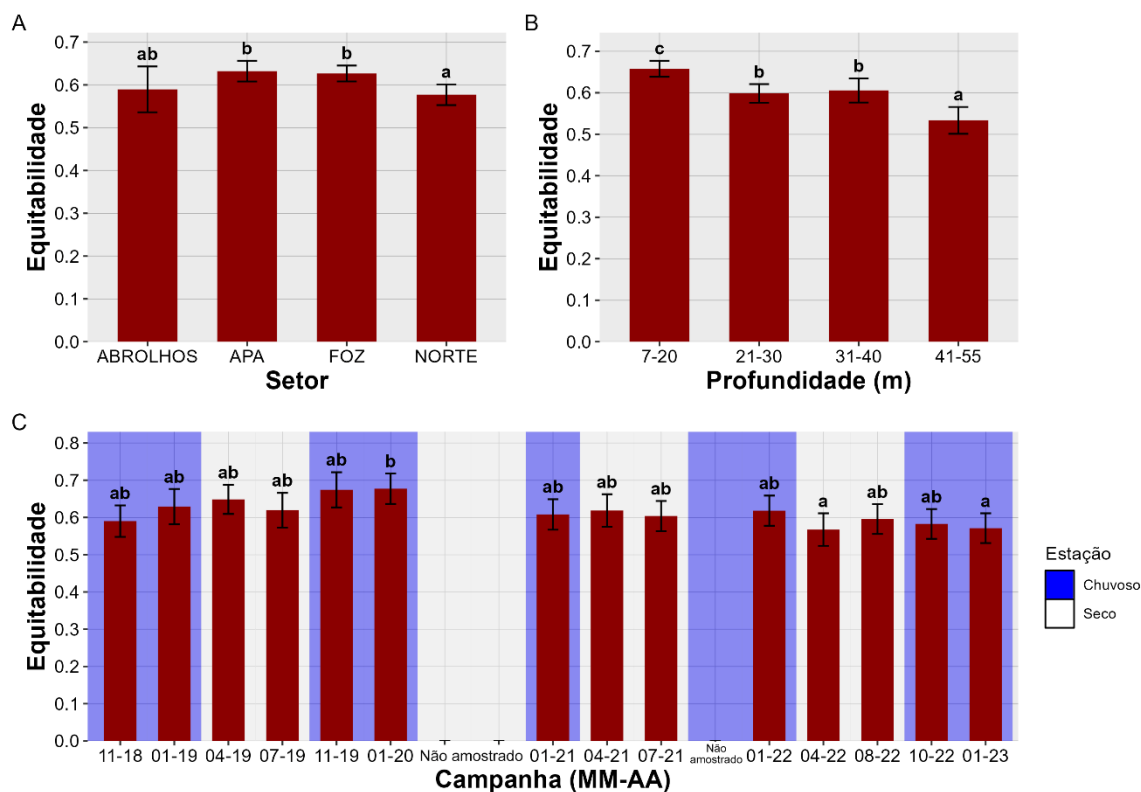 A
Equitabilidade
0.7
0.6
0.5
0.4
0.3
0.2
0.1
0.0
ab
b
b
a
ABROLHOS APA FOZ NORTE
Setor
B
Equitabilidade
0.7
0.6
0.5
0.4
0.3
0.2
0.1
0.0
c
b
b
a
7-20 21-30 31-40 41-55
Profundidade (m)
C
Equitabilidade
0.8
0.7
0.6
0.5
0.4
0.3
0.2
0.1
0.0
ab ab ab ab ab b ab ab ab ab a ab ab a
11-18 01-19 04-19 07-19 11-19 01-20 Não amostrado 01-21 04-21 07-21 Não
amostrado 01-22 04-22 08-22 10-22 01-23
Campanha (MM-AA)
Estação
Chuvoso
Seco